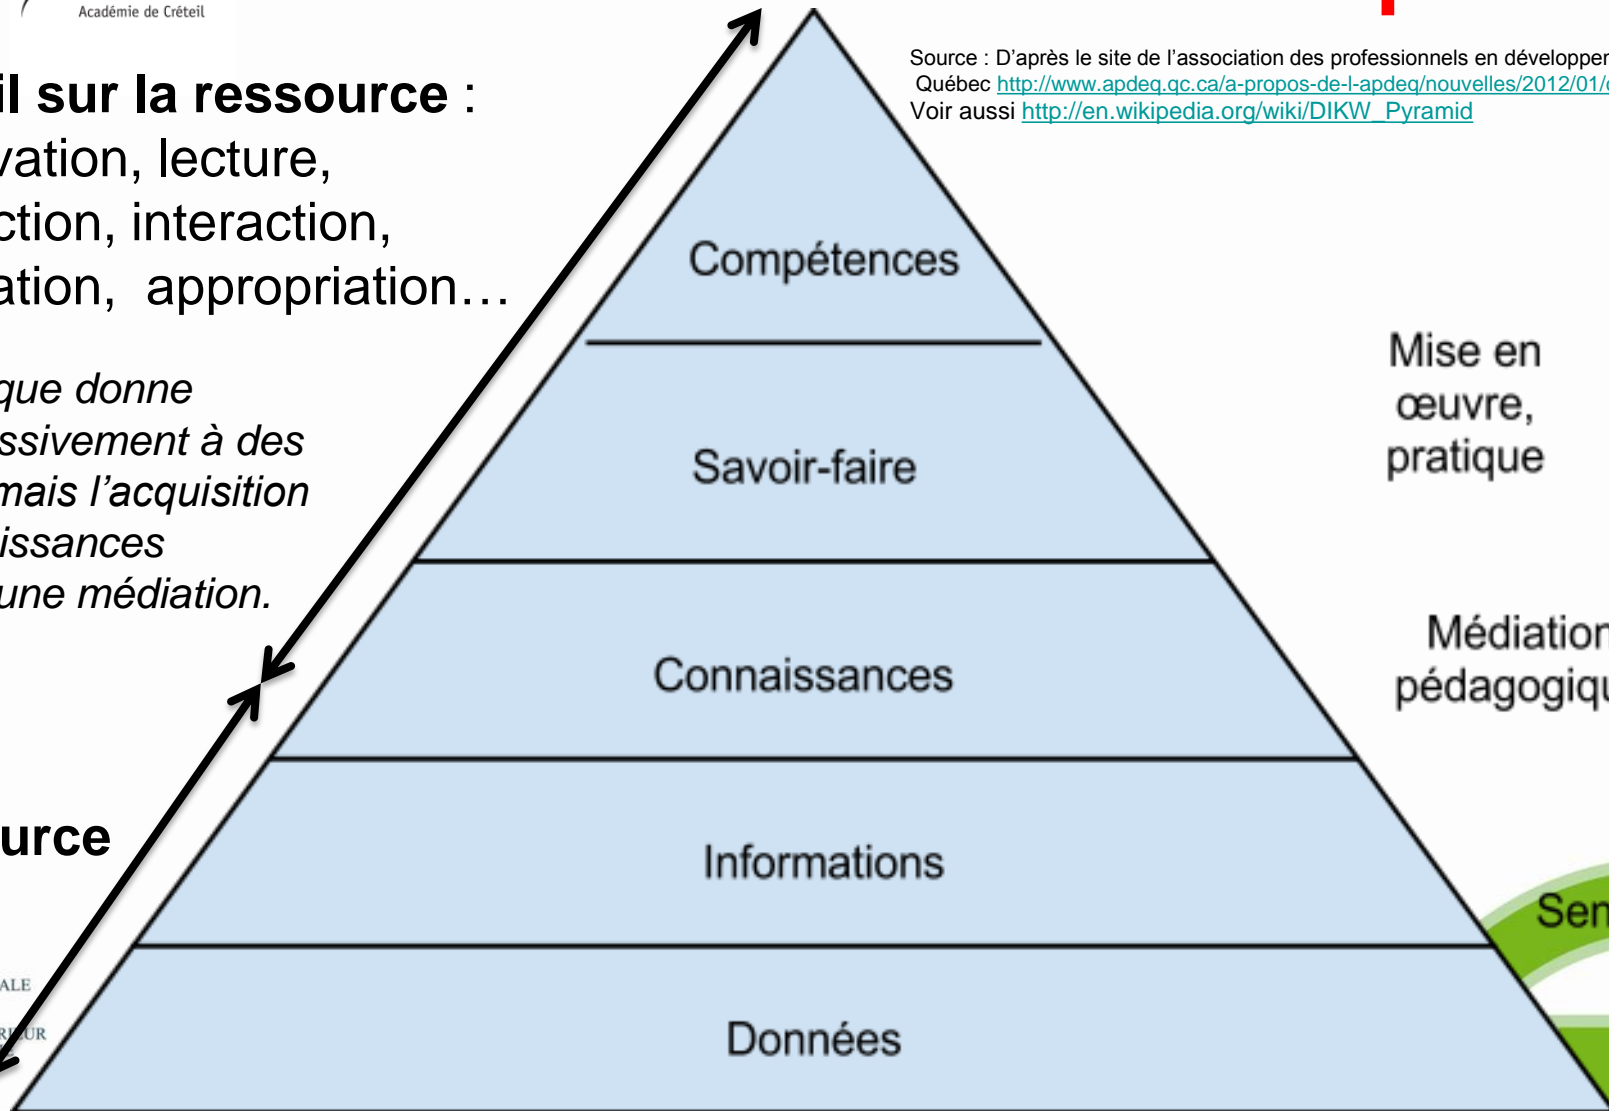 Académie de Créteil
Source : D’après le site de l’association des professionnels en développer
Québec http://www.apdeq.qc.ca/a-propos-de-l-apdeq/nouvelles/2012/01/
Voir aussi http://en.wikipedia.org/wiki/DIKW_Pyramid
il sur la ressource :
vation, lecture,
ction, interaction,
ation, appropriation…
que donne
ssivement à des
mais l’acquisition
issances
une médiation.
urce
Compétences
Savoir-faire
Connaissances
Informations
Données
Mise en
œuvre,
pratique
Médiation
pédagogiqu
Sen
ALE
UR